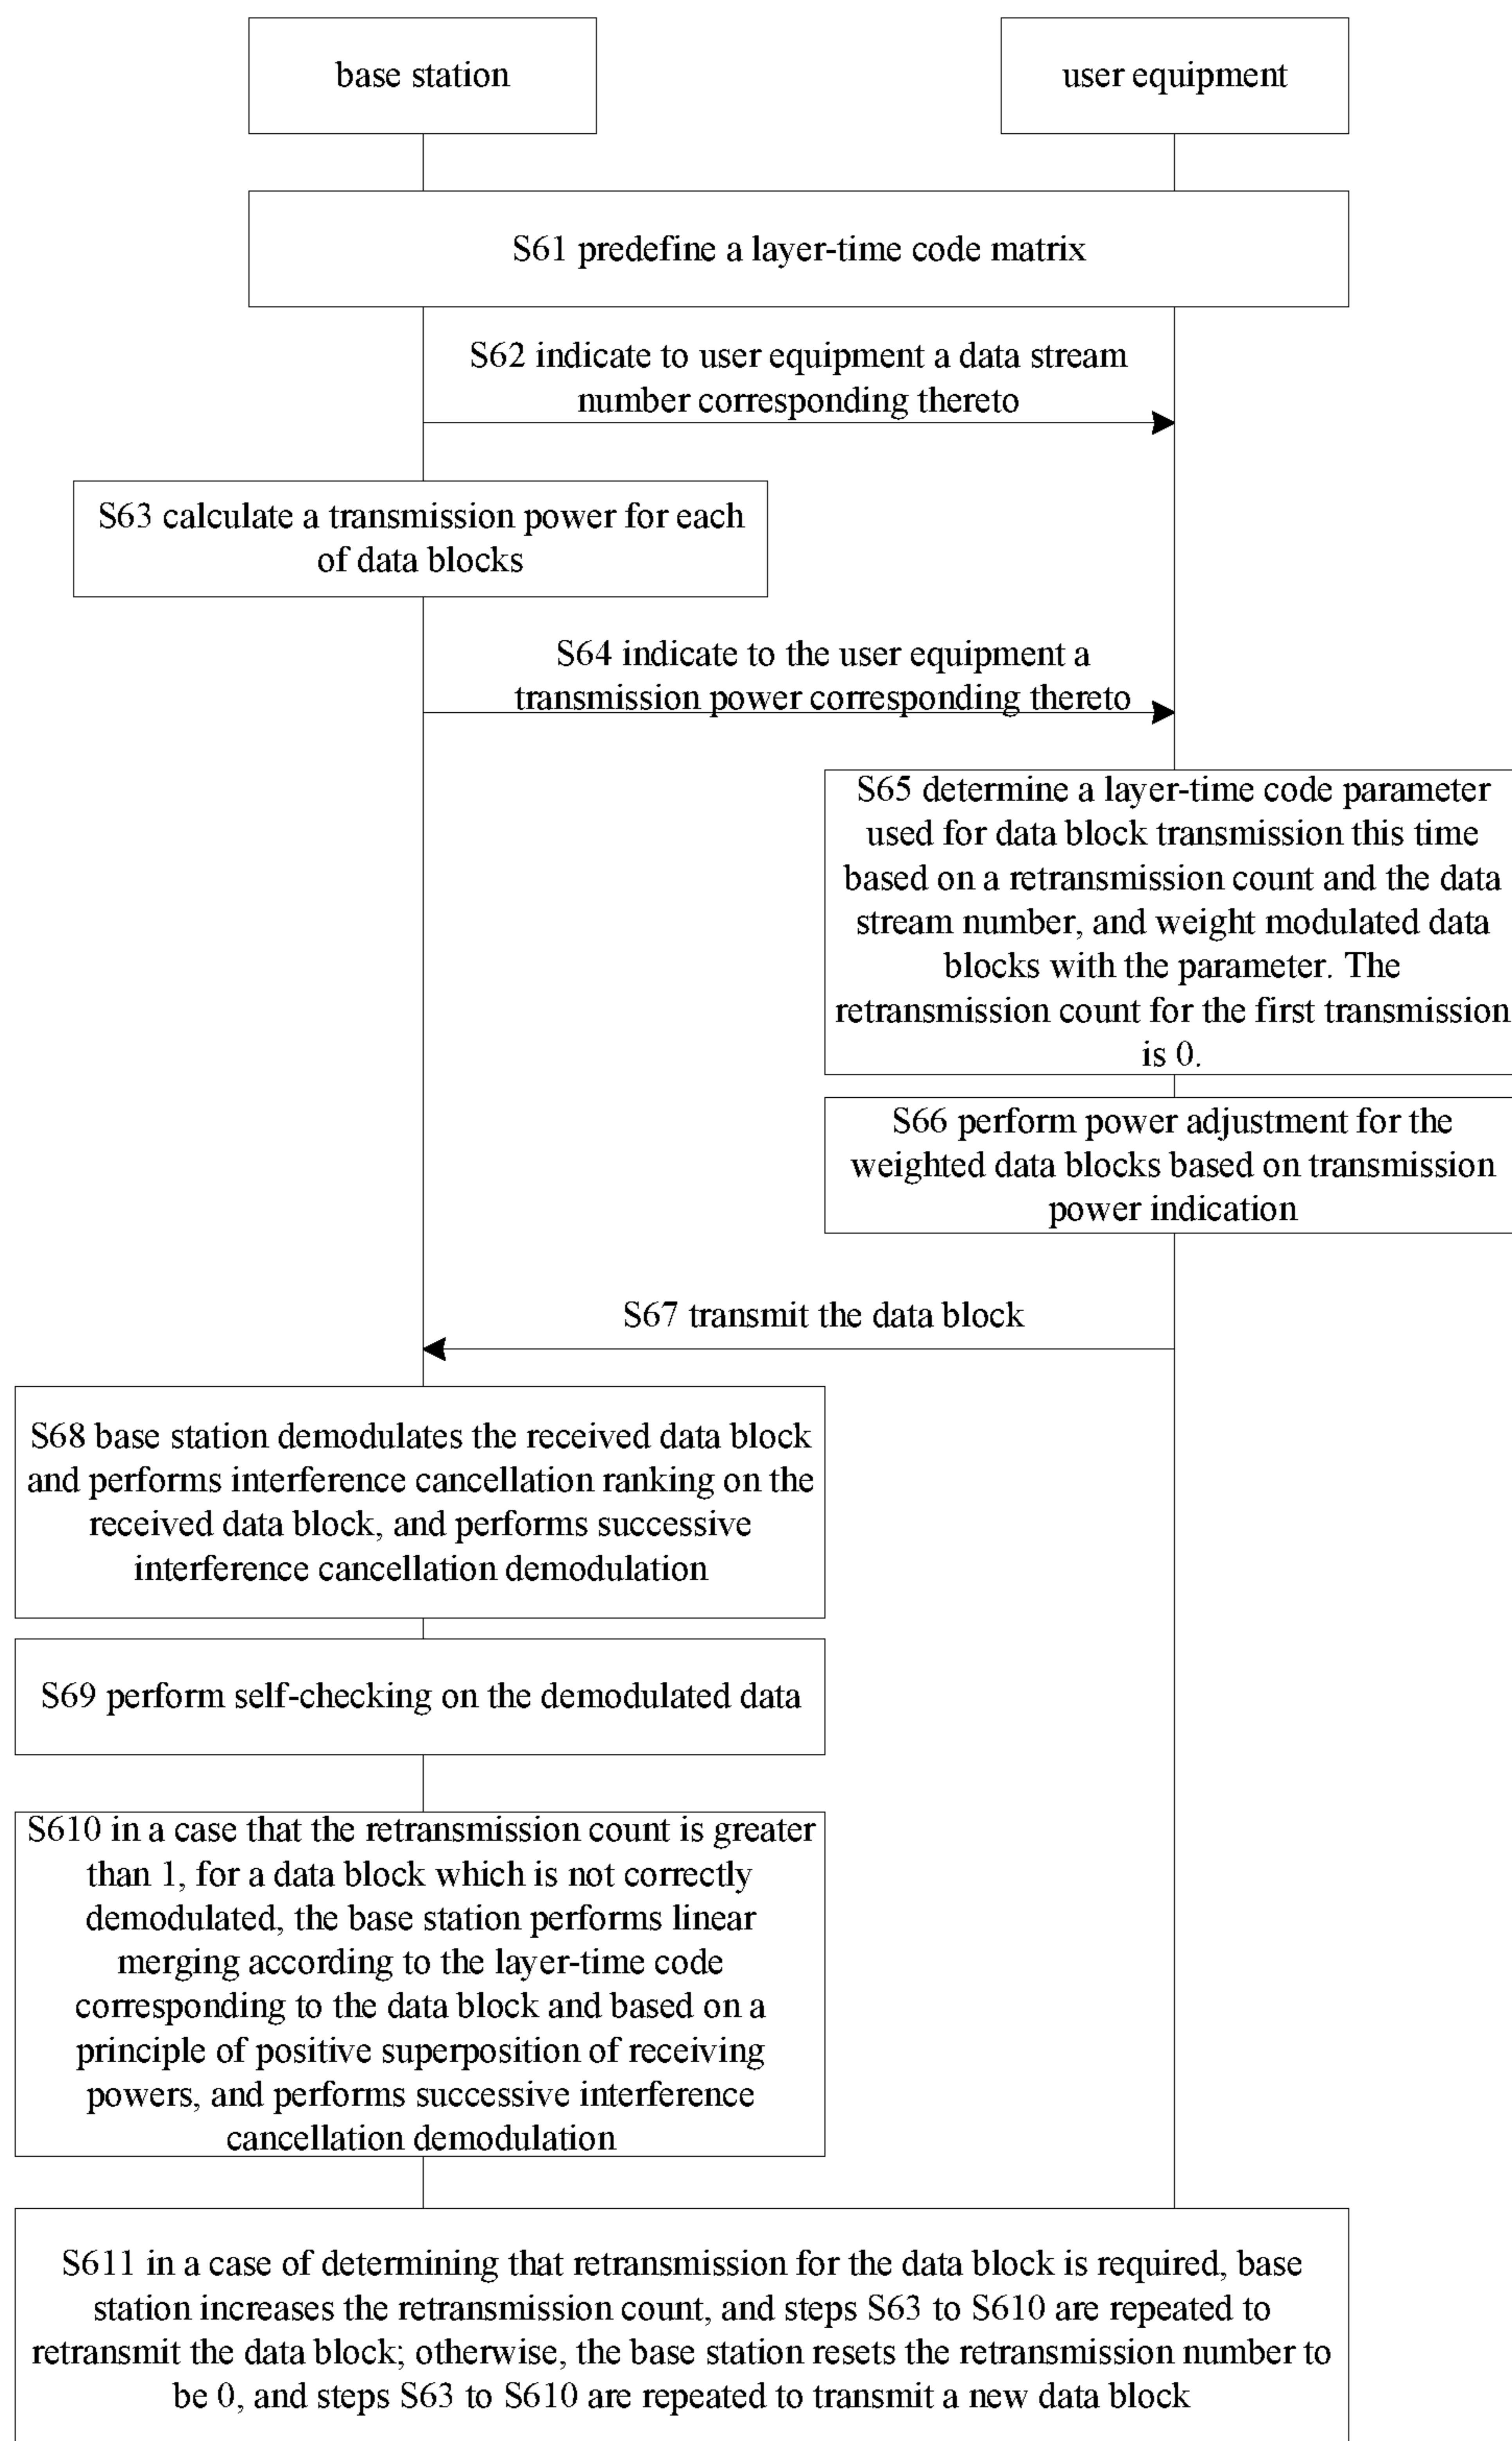 base station
user equipment
S61 predefine a layer-time code matrix
S62 indicate to user equipment a data stream
number corresponding thereto
S63 calculate a transmission power for each
of data blocks
S64 indicate to the user equipment a
transmission power corresponding thereto
S65 determine a layer-time code parameter
used for data block transmission this time
based on a retransmission count and the data
stream number, and weight modulated data
blocks with the parameter. The
retransmission count for the first transmission
is 0.
S66 perform power adjustment for the
weighted data blocks based on transmission
power indication
S67 transmit the data block
S68 base station demodulates the received data block
and performs interference cancellation ranking on the
received data block, and performs successive
interference cancellation demodulation
S69 perform self-checking on the demodulated data
S610 in a case that the retransmission count is greater
than 1, for a data block which is not correctly
demodulated, the base station performs linear
merging according to the layer-time code
corresponding to the data block and based on a
principle of positive superposition of receiving
powers, and performs successive interference
cancellation demodulation
S611 in a case of determining that retransmission for the data block is required, base
station increases the retransmission count, and steps S63 to S610 are repeated to
retransmit the data block; otherwise, the base station resets the retransmission number to
be 0, and steps S63 to S610 are repeated to transmit a new data block